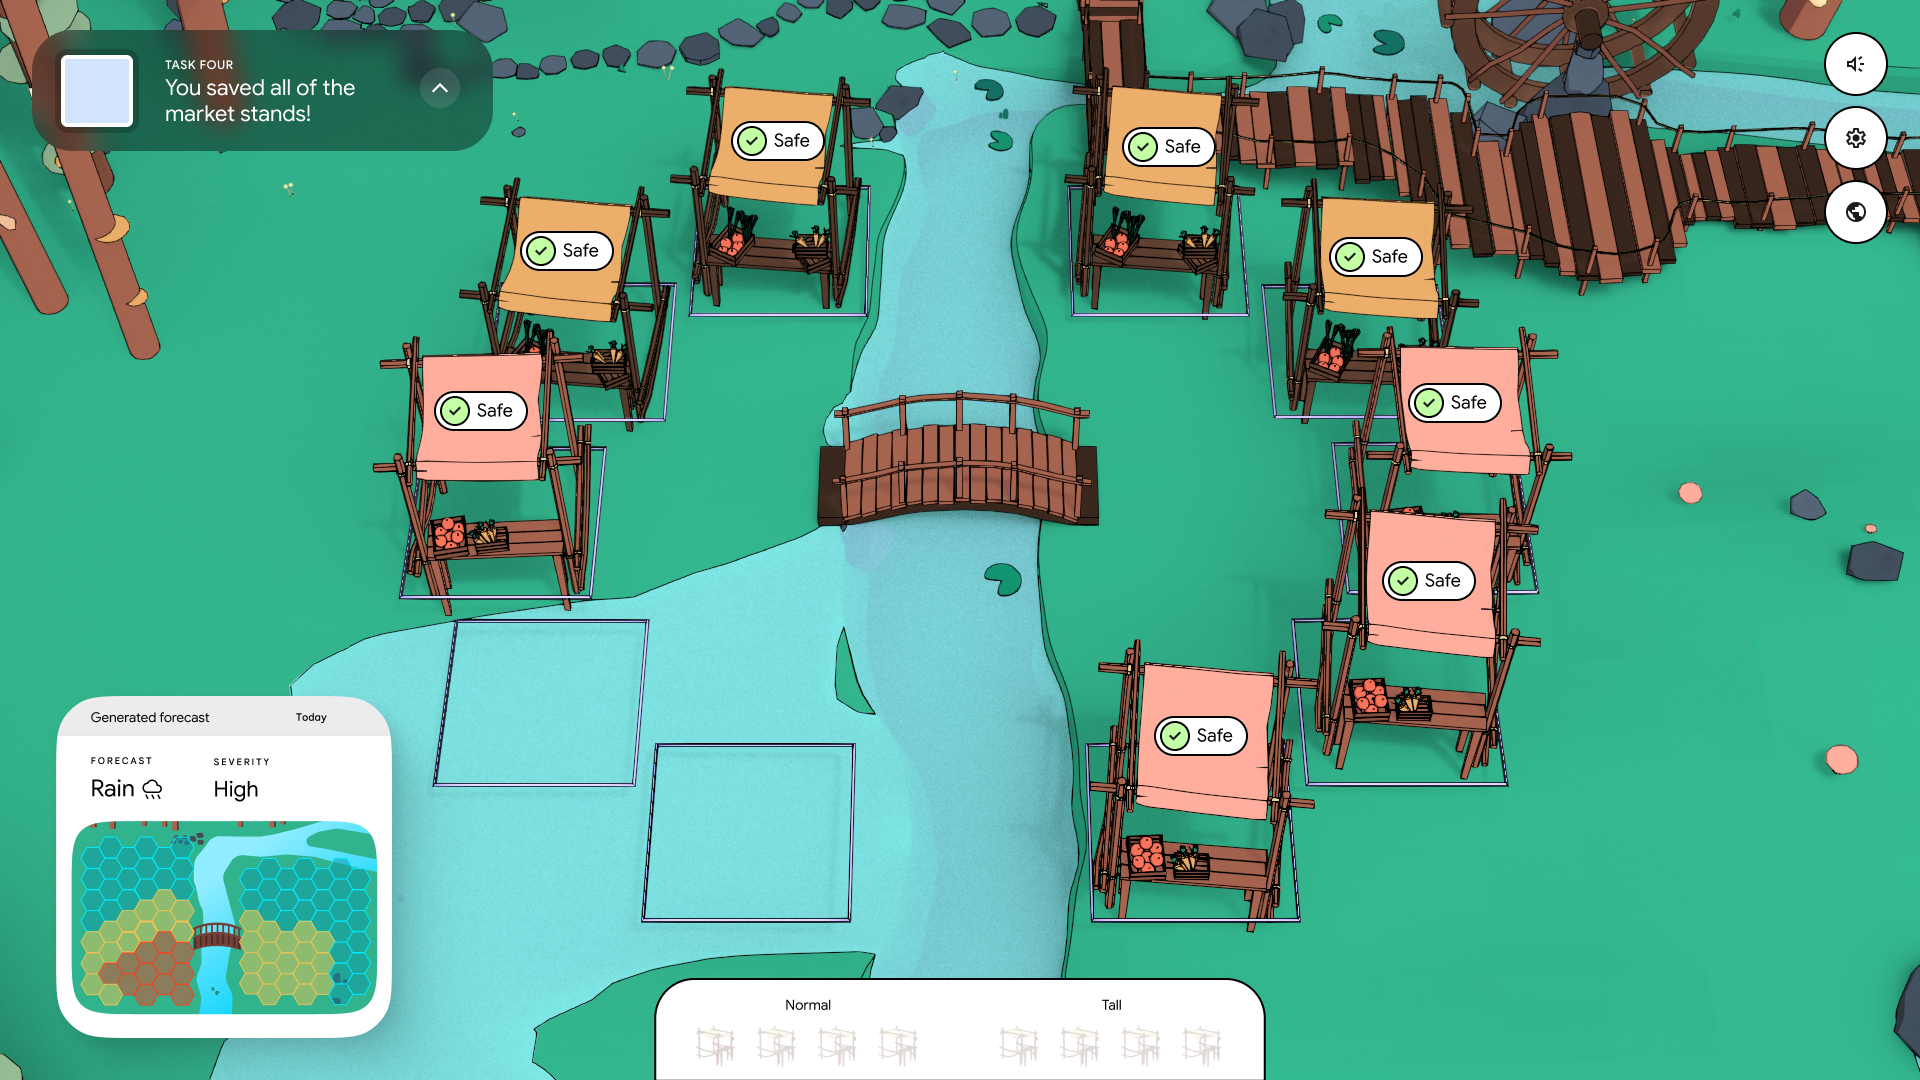 TASK FOUR
You saved all of the
market stands!
Safe
Safe
Safe
Safe
Safe
Safe
Safe
Safe
Generated forecast
Today
FORECAST
SEVERITY
Rain
High
Normal
Tall